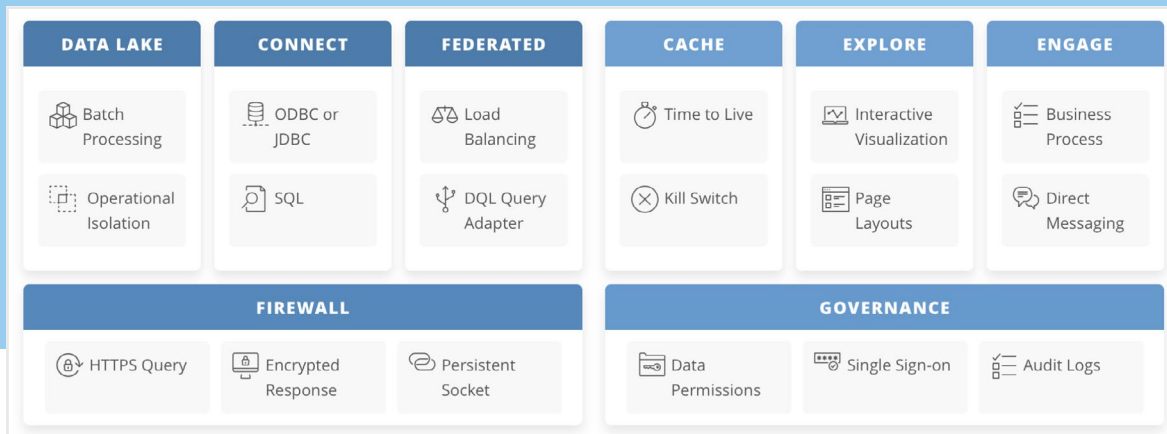 DATA LAKE
Batch
Processing
Operational
Isolation
CONNECT
ODBC or
JDBC
SQL
FEDERATED
Load
Balancing
DQL Query
Adapter
CACHE
Time to Live
Kill Switch
EXPLORE
Interactive
Visualization
Page
Layouts
ENGAGE
Business
Process
Direct
Messaging
FIREWALL
HTTPS Query
Encrypted
Response
Persistent
Socket
GOVERNANCE
Data
Permissions
Single Sign-on
Audit Logs